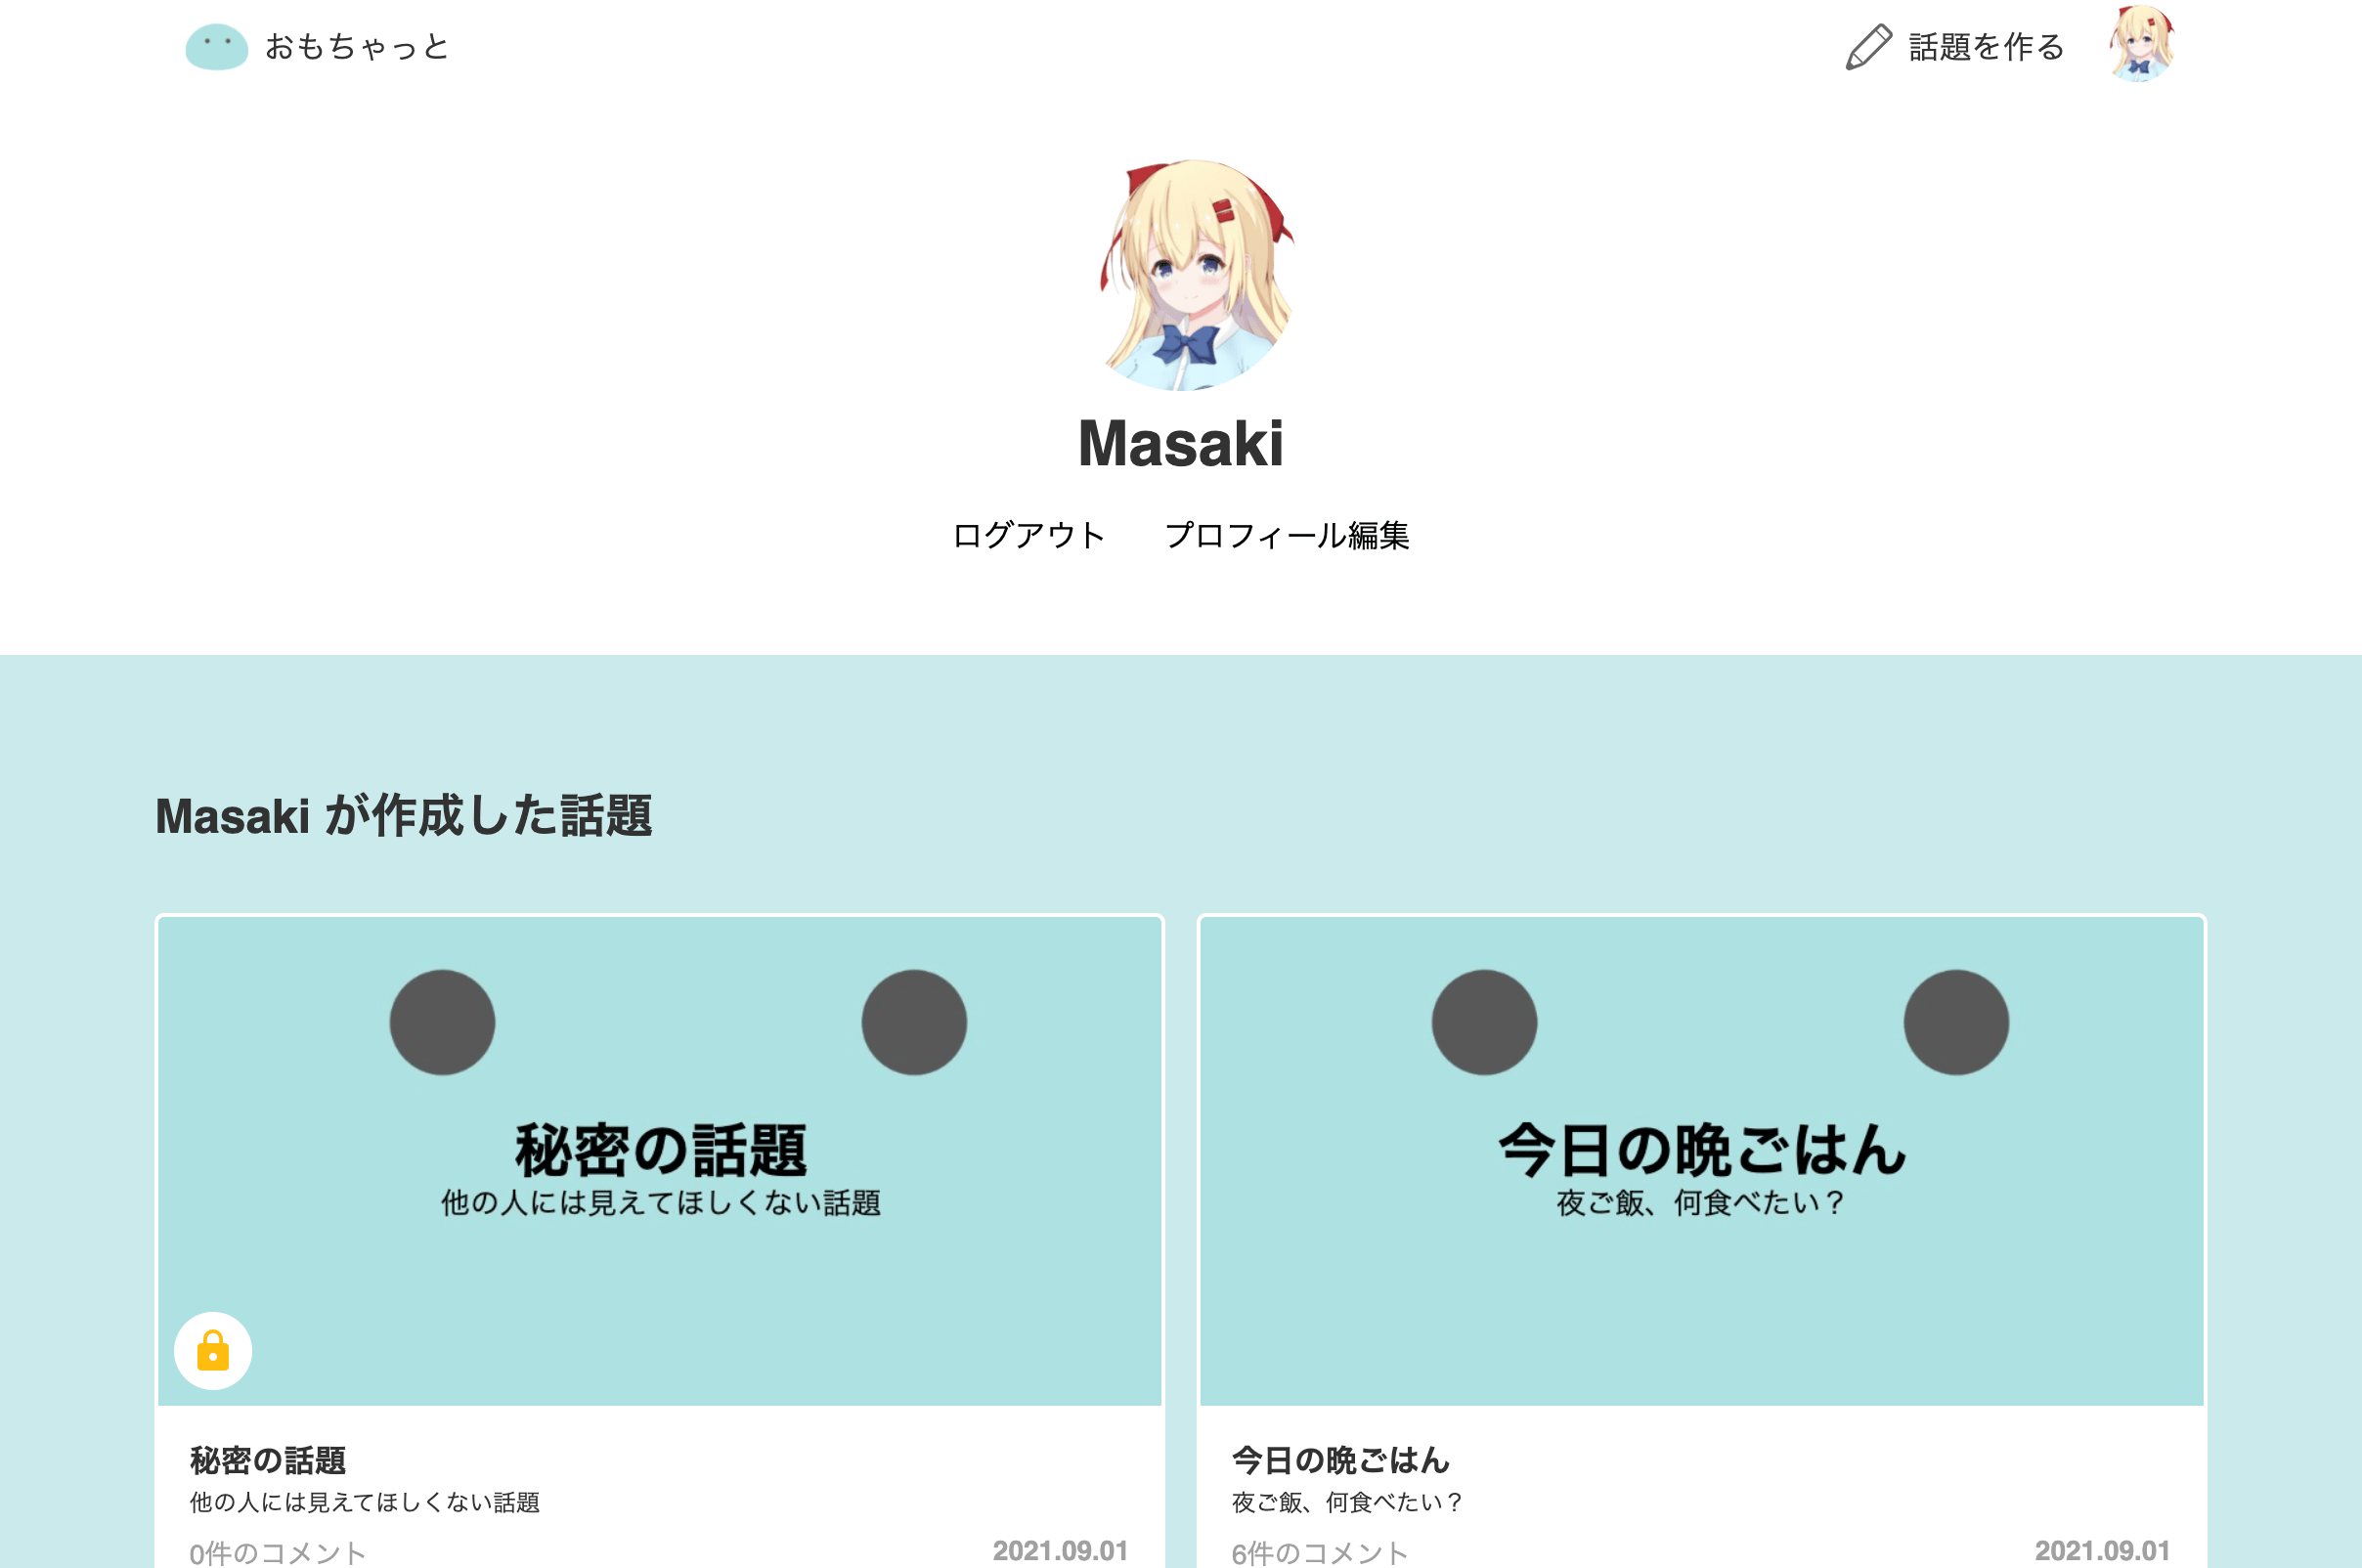 おもちゃっと
話題を作る
Masaki
ログアウト プロフィール編集
Masaki が作成した話題
秘密の話題
他の人には見えてほしくない話題
秘密の話題
他の人には見えてほしくない話題
0件のコメント 2021.09.01
今日の晩ごはん
夜ご飯、何食べたい？
今日の晩ごはん
夜ご飯、何食べたい？
6件のコメント 2021.09.01